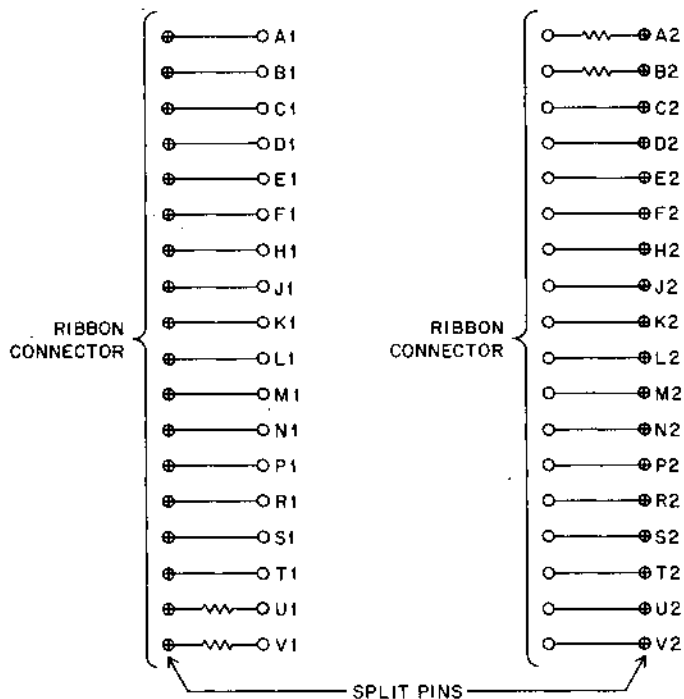 A1
B1
C1
D1
E1
F1
H1
J1
K1
L1
M1
N1
P1
R1
S1
T1
U1
V1
RIBBON
CONNECTOR
A2
B2
C2
D2
E2
F2
H2
J2
K2
L2
M2
N2
P2
R2
S2
T2
U2
V2
RIBBON
CONNECTOR
SPLIT PINS